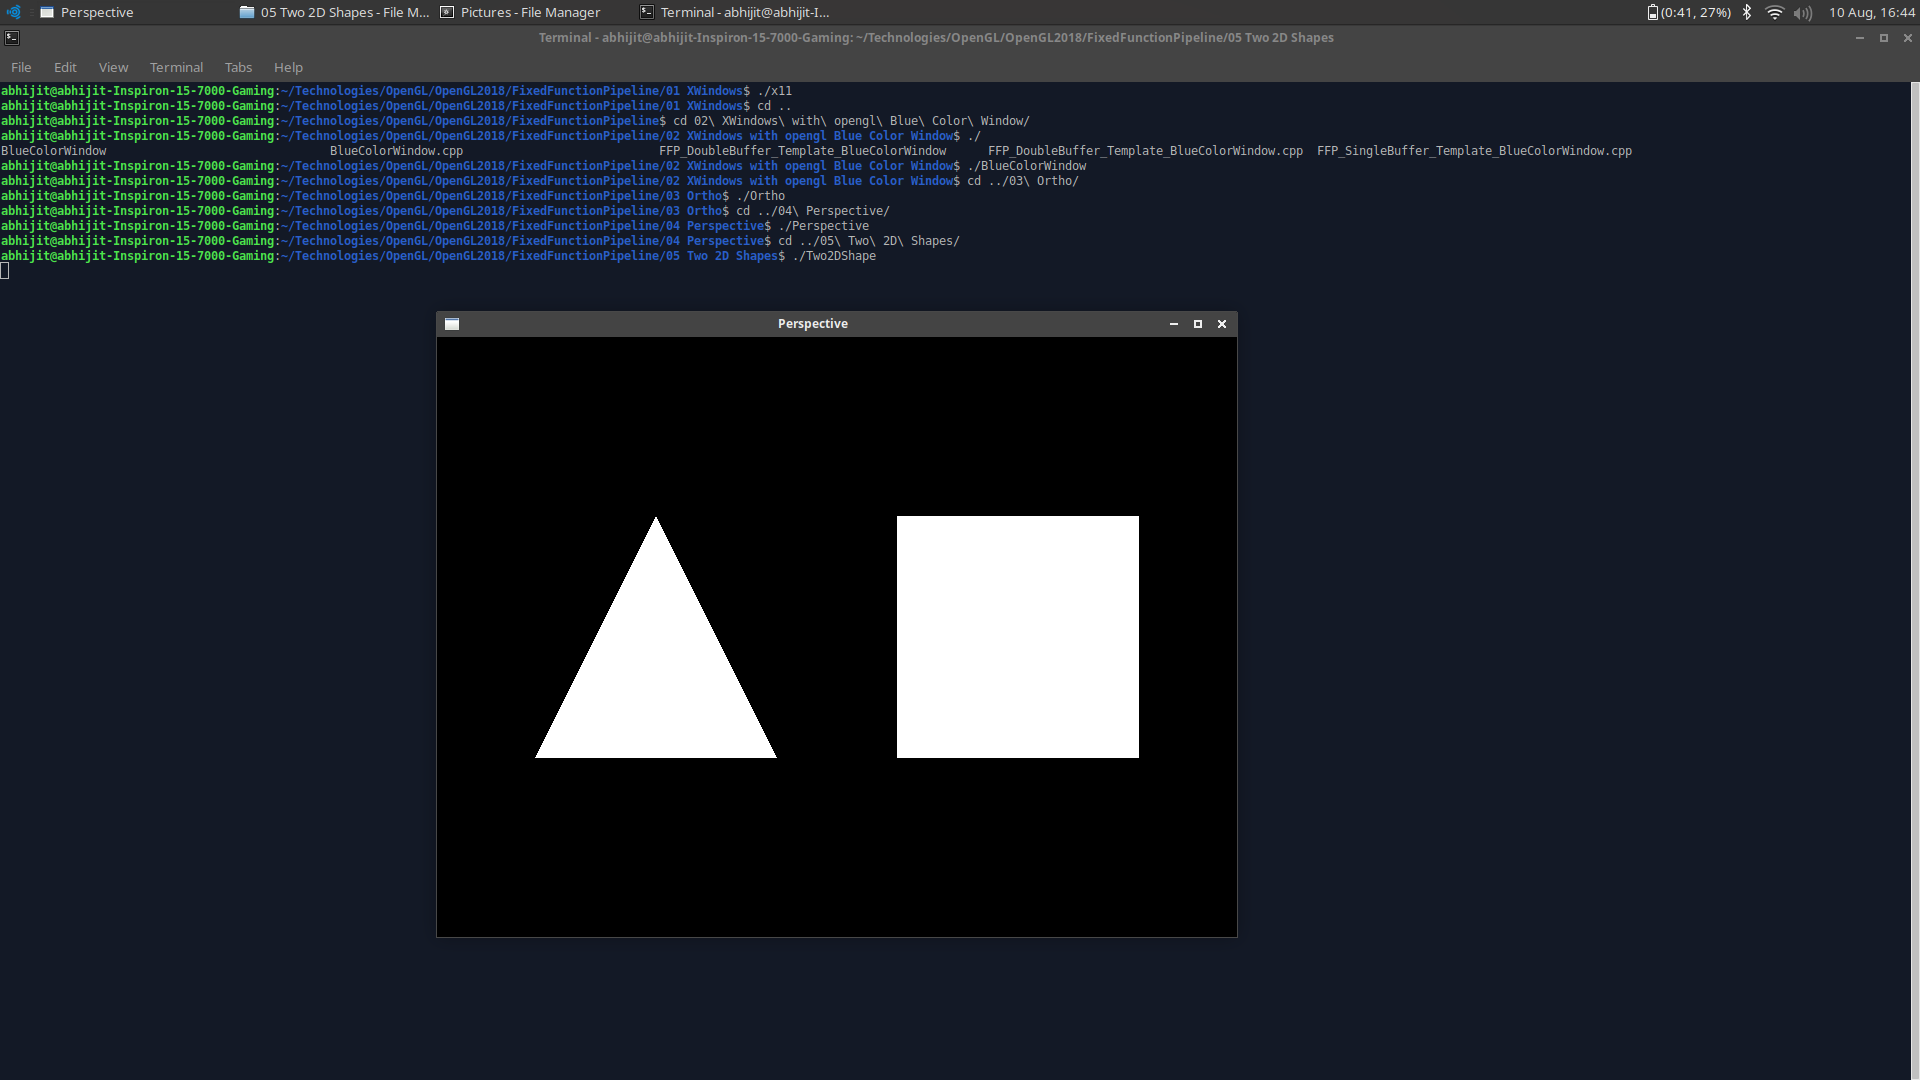 Perspective 05 Two 2D Shapes - File M... Pictures - File Manager Terminal - abhijit@abhijit-I... (0:41, 27%) 10 Aug, 16:44
Terminal - abhijit@abhijit-Inspiron-15-7000-Gaming: ~/Technologies/OpenGL/OpenGL2018/FixedFunctionPipeline/05 Two 2D Shapes
File Edit View Terminal Tabs Help
abhijit@abhijit-Inspiron-15-7000-Gaming:~/Technologies/OpenGL/OpenGL2018/FixedFunctionPipeline/01 XWindows$ ./x11
abhijit@abhijit-Inspiron-15-7000-Gaming:~/Technologies/OpenGL/OpenGL2018/FixedFunctionPipeline/01 XWindows$ cd ..
abhijit@abhijit-Inspiron-15-7000-Gaming:~/Technologies/OpenGL/OpenGL2018/FixedFunctionPipeline$ cd 02\ XWindows\ with\ opengl\ Blue\ Color\ Window/
abhijit@abhijit-Inspiron-15-7000-Gaming:~/Technologies/OpenGL/OpenGL2018/FixedFunctionPipeline/02 XWindows with opengl Blue Color Window$ ./
BlueColorWindow BlueColorWindow.cpp FFP_DoubleBuffer_Template_BlueColorWindow FFP_DoubleBuffer_Template_BlueColorWindow.cpp FFP_SingleBuffer_Template_BlueColorWindow.cpp
abhijit@abhijit-Inspiron-15-7000-Gaming:~/Technologies/OpenGL/OpenGL2018/FixedFunctionPipeline/02 XWindows with opengl Blue Color Window$ ./BlueColorWindow
abhijit@abhijit-Inspiron-15-7000-Gaming:~/Technologies/OpenGL/OpenGL2018/FixedFunctionPipeline/02 XWindows with opengl Blue Color Window$ cd ../03\ Ortho/
abhijit@abhijit-Inspiron-15-7000-Gaming:~/Technologies/OpenGL/OpenGL2018/FixedFunctionPipeline/03 Ortho$ ./Ortho
abhijit@abhijit-Inspiron-15-7000-Gaming:~/Technologies/OpenGL/OpenGL2018/FixedFunctionPipeline/03 Ortho$ cd ../04\ Perspective/
abhijit@abhijit-Inspiron-15-7000-Gaming:~/Technologies/OpenGL/OpenGL2018/FixedFunctionPipeline/04 Perspective$ ./Perspective
abhijit@abhijit-Inspiron-15-7000-Gaming:~/Technologies/OpenGL/OpenGL2018/FixedFunctionPipeline/04 Perspective$ cd ../05\ Two\ 2D\ Shapes/
abhijit@abhijit-Inspiron-15-7000-Gaming:~/Technologies/OpenGL/OpenGL2018/FixedFunctionPipeline/05 Two 2D Shapes$ ./Two2DShape
Perspective